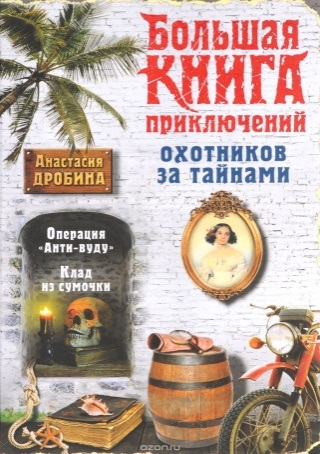 Большая
КНИГА
приключений
охотников
за тайнами
Анастасия
ДРОБИНА
Операция
«Анти-вуду»
Клад
из сумочки
ozon.ru